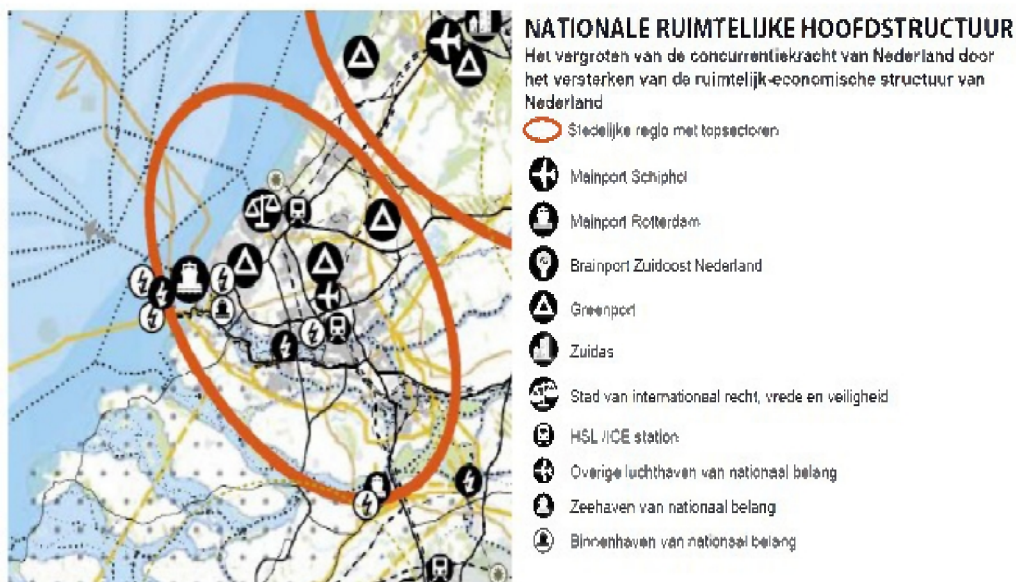 NATIONALE RUIMTELIJKE HOOFDSTRUCTUUR
Het vergroten van de concurrentiekracht van Nederland door
het versterken van de ruimtelijk-economische structuur van
Nederland
Stedelijke regio met topsectoren
Mainport Schiphol
Mainport Rotterdam
Brainport Zuidoost Nederland
Greenport
Zuidas
Stad van internationaal recht, vrede en veiligheid
HSL /ICE station
Overige luchthaven van nationaal belang
Zeehaven van nationaal belang
Binnenhaven van nationaal belang